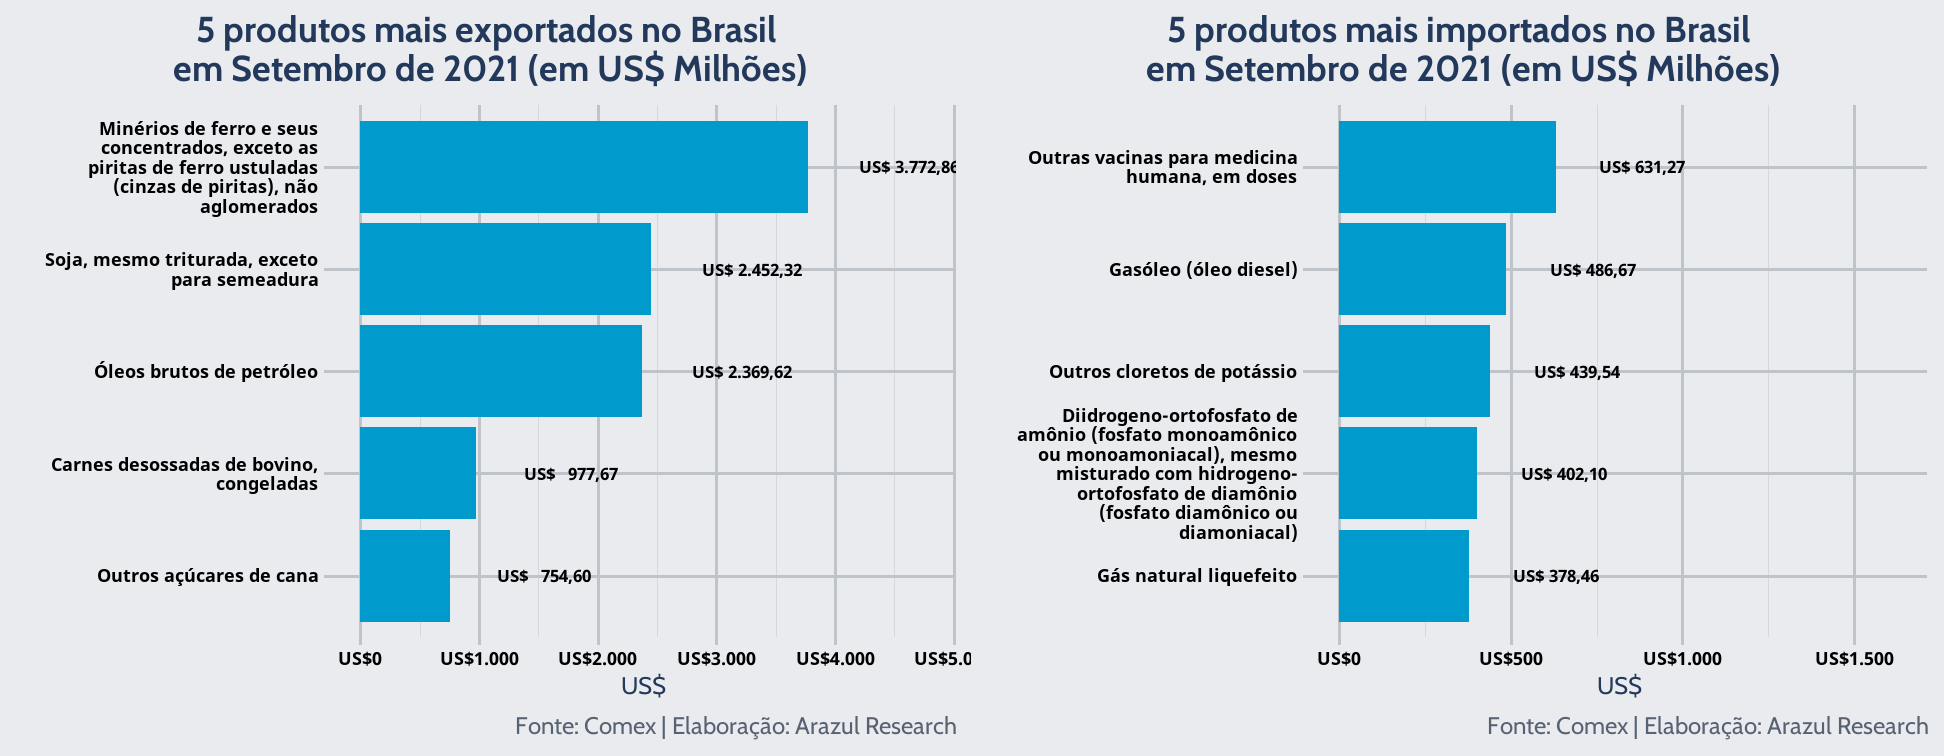 5 produtos mais exportados no Brasil
em Setembro de 2021 (em US$ Milhões)
Minérios de ferro e seus
concentrados, exceto as
piritas de ferro ustuladas
(cinzas de piritas), não
aglomerados
US$ 3.772,86
Soja, mesmo triturada, exceto
para semeadura
US$ 2.452,32
Óleos brutos de petróleo
US$ 2.369,62
Carnes desossadas de bovino,
congeladas
US$ 977,67
Outros açúcares de cana
US$ 754,60
US$0 US$1.000 US$2.000 US$3.000 US$4.000 US$5.0
US$
Fonte: Comex | Elaboração: Arazul Research
5 produtos mais importados no Brasil
em Setembro de 2021 (em US$ Milhões)
Outras vacinas para medicina
humana, em doses
US$ 631,27
Gasóleo (óleo diesel)
US$ 486,67
Outros cloretos de potássio
US$ 439,54
Diidrogeno-ortofosfato de
amônio (fosfato monoamônico
ou monoamoniacal), mesmo
misturado com hidrogeno-
ortofosfato de diamônio
(fosfato diamônico ou
diamoniacal)
US$ 402,10
Gás natural liquefeito
US$ 378,46
US$0 US$500 US$1.000 US$1.500
US$
Fonte: Comex | Elaboração: Arazul Research